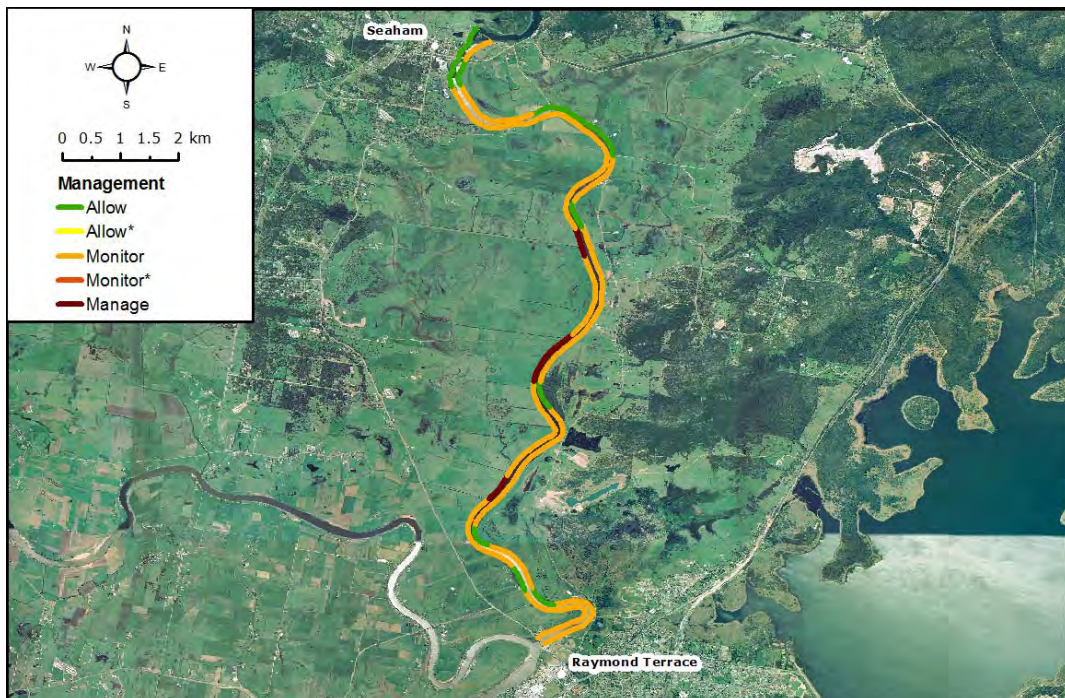 Seaham
N
W E
S
0 0.5 1 1.5 2 km
Management
Allow
Allow*
Monitor
Monitor*
Manage
Raymond Terrace